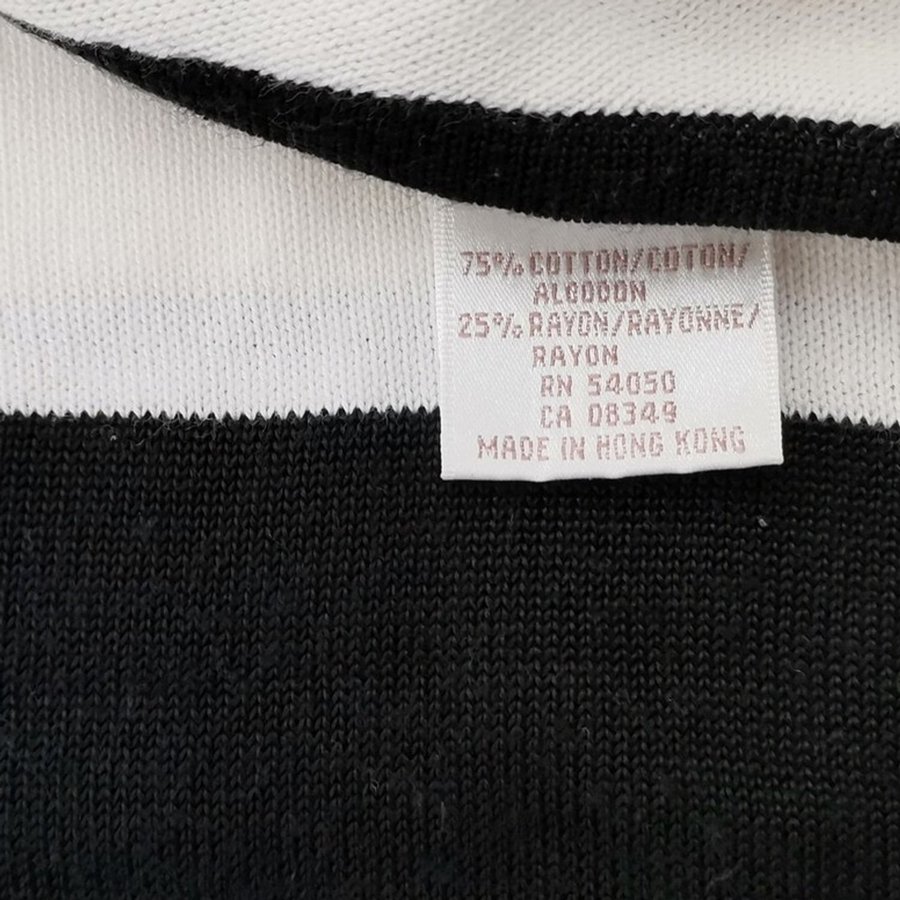 75% COTTON/COTON/
ALGODON
25% RAYON/RAYONNE/
RAYON
RN 54050
CA 08349
MADE IN HONG KONG